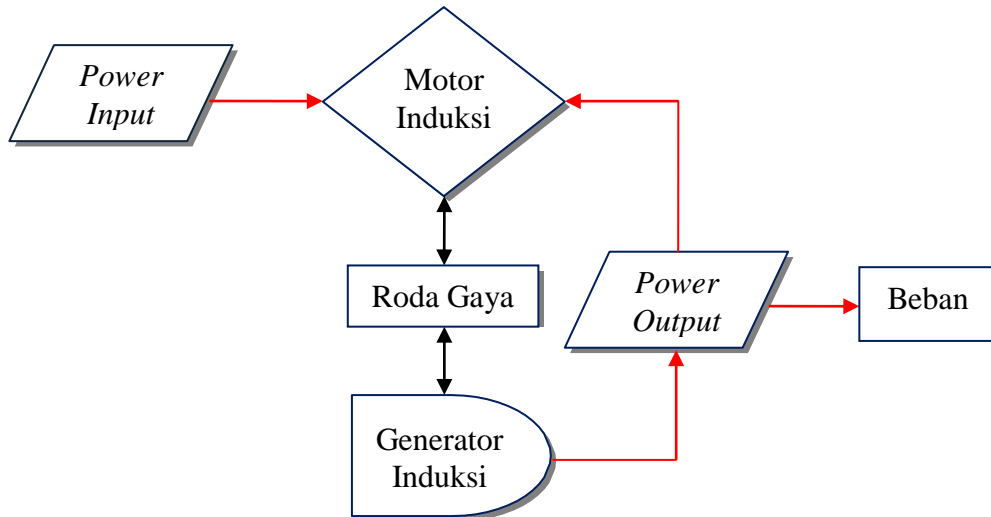 Power
Input
Motor
Induksi
Roda Gaya
Power
Output
Beban
Generator
Induksi